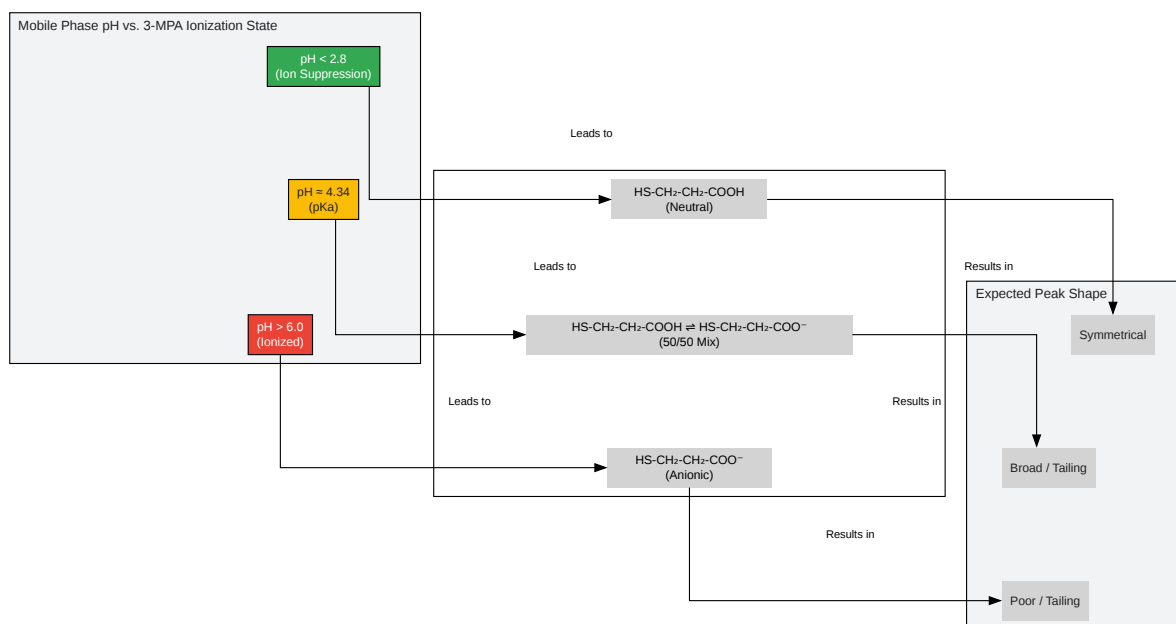 Mobile Phase pH vs. 3-MPA Ionization State
pH < 2.8
(Ion Suppression)
Leads to
pH ≈ 4.34
(pKa)
HS-CH₂-CH₂-COOH
(Neutral)
Leads to
Results in
Expected Peak Shape
pH > 6.0
(Ionized)
HS-CH₂-CH₂-COOH ⇌ HS-CH₂-CH₂-COO⁻
(50/50 Mix)
Symmetrical
Leads to
Results in
HS-CH₂-CH₂-COO⁻
(Anionic)
Broad / Tailing
Results in
Poor / Tailing